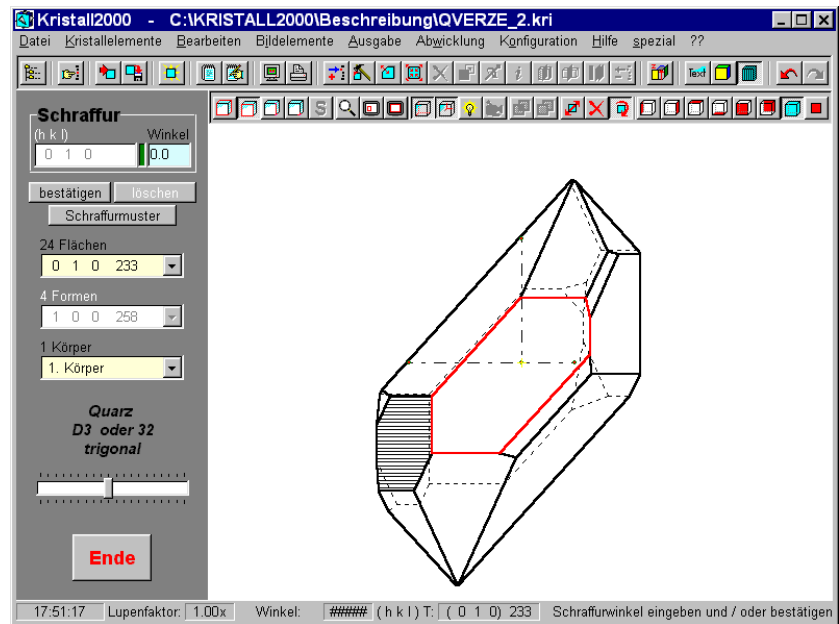 Kristall2000 - C:\KRISTALL2000\Beschreibung\QVERZE_2.kri
Datei Kristallelemente Bearbeiten Bildelemente Ausgabe Abwicklung Konfiguration Hilfe spezial ??
Text
S
Schraffur
(h k l) Winkel
0 1 0 0.0
bestätigen löschen
Schraffurmuster
24 Flächen
0 1 0 233
4 Formen
1 0 0 258
1 Körper
1. Körper
Quarz
D3 oder 32
trigonal
Ende
17:51:17 Lupenfaktor: 1.00x Winkel: ##### ( h k l ) T: ( 0 1 0) 233 Schraffurwinkel eingeben und / oder bestätigen